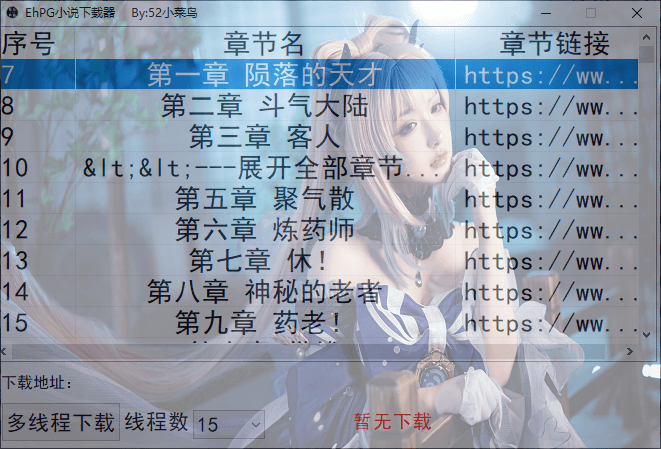 EhPG小说下载器 By:52小菜鸟
序号 章节名 章节链接
7 第一章 陨落的天才 https://ww...
8 第二章 斗气大陆 https://ww...
9 第三章 客人 https://ww...
10 &lt;&lt;---展开全部章节... https://ww...
11 第五章 聚气散 https://ww...
12 第六章 炼药师 https://ww...
13 第七章 休! https://ww...
14 第八章 神秘的老者 https://ww...
15 第九章 药老! https://ww...
下载地址:
多线程下载 线程数 15 暂无下载